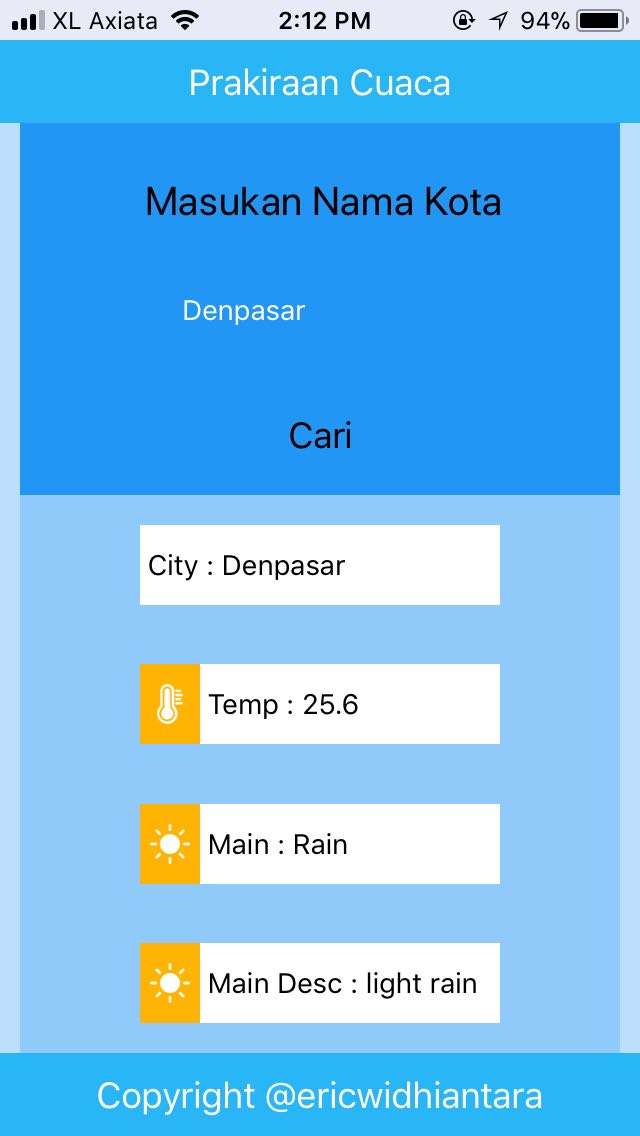 XL Axiata 2:12 PM 94%
Prakiraan Cuaca
Masukan Nama Kota
Denpasar
Cari
City : Denpasar
Temp : 25.6
Main : Rain
Main Desc : light rain
Copyright @ericwidhiantara